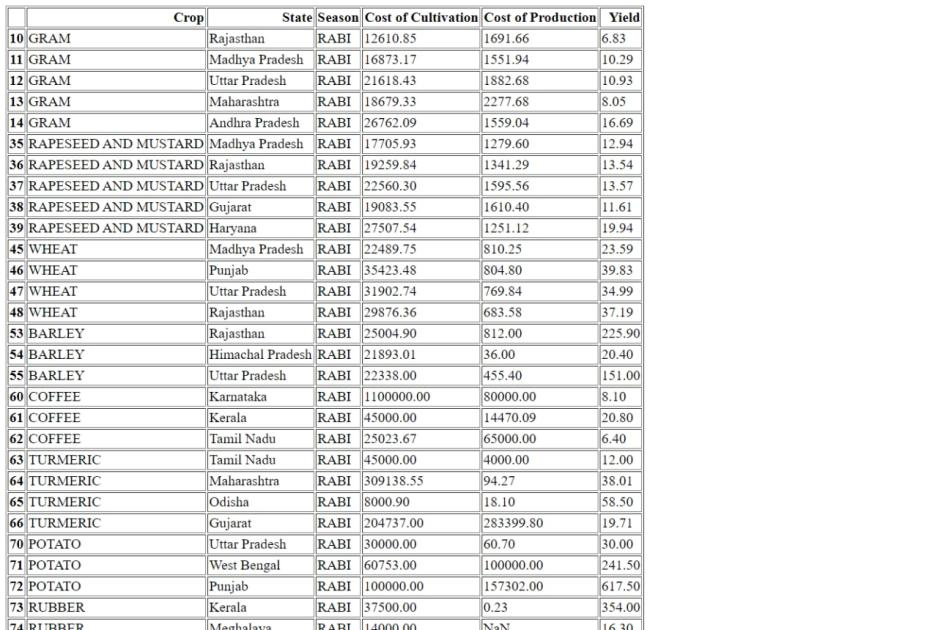 Crop State Season Cost of Cultivation Cost of Production Yield
10 GRAM Rajasthan RABI 12610.85 1691.66 6.83
11 GRAM Madhya Pradesh RABI 16873.17 1551.94 10.29
12 GRAM Uttar Pradesh RABI 21618.43 1882.68 10.93
13 GRAM Maharashtra RABI 18679.33 2277.68 8.05
14 GRAM Andhra Pradesh RABI 26762.09 1559.04 16.69
35 RAPESEED AND MUSTARD Madhya Pradesh RABI 17705.93 1279.60 12.94
36 RAPESEED AND MUSTARD Rajasthan RABI 19259.84 1341.29 13.54
37 RAPESEED AND MUSTARD Uttar Pradesh RABI 22560.30 1595.56 13.57
38 RAPESEED AND MUSTARD Gujarat RABI 19083.55 1610.40 11.61
39 RAPESEED AND MUSTARD Haryana RABI 27507.54 1251.12 19.94
45 WHEAT Madhya Pradesh RABI 22489.75 810.25 23.59
46 WHEAT Punjab RABI 35423.48 804.80 39.83
47 WHEAT Uttar Pradesh RABI 31902.74 769.84 34.99
48 WHEAT Rajasthan RABI 29876.36 683.58 37.19
53 BARLEY Rajasthan RABI 25004.90 812.00 225.90
54 BARLEY Himachal Pradesh RABI 21893.01 36.00 20.40
55 BARLEY Uttar Pradesh RABI 22338.00 455.40 151.00
60 COFFEE Karnataka RABI 1100000.00 80000.00 8.10
61 COFFEE Kerala RABI 45000.00 14470.09 20.80
62 COFFEE Tamil Nadu RABI 25023.67 65000.00 6.40
63 TURMERIC Tamil Nadu RABI 45000.00 4000.00 12.00
64 TURMERIC Maharashtra RABI 309138.55 94.27 38.01
65 TURMERIC Odisha RABI 8000.90 18.10 58.50
66 TURMERIC Gujarat RABI 204737.00 283399.80 19.71
70 POTATO Uttar Pradesh RABI 30000.00 60.70 30.00
71 POTATO West Bengal RABI 60753.00 100000.00 241.50
72 POTATO Punjab RABI 100000.00 157302.00 617.50
73 RUBBER Kerala RABI 37500.00 0.23 354.00
74 RUBBER Meghalaya RABI 14000.00 NaN 16.30